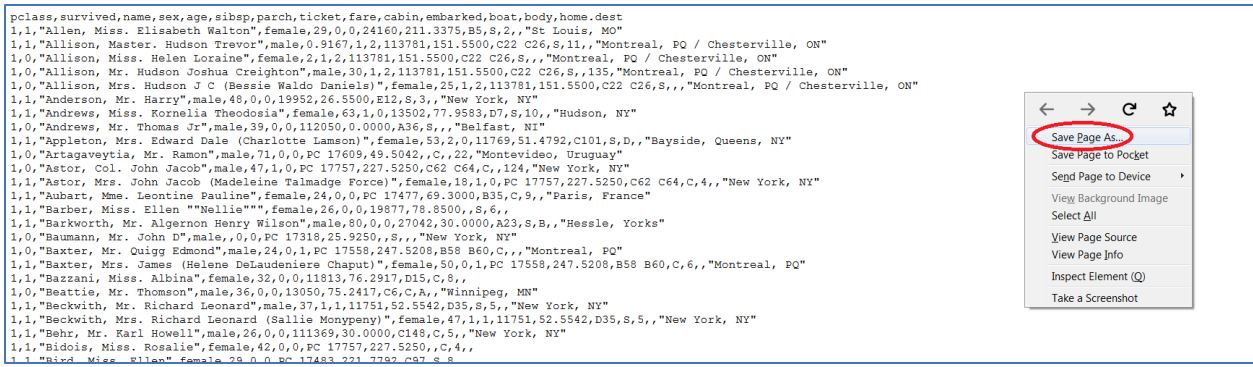 pclass,survived,name,sex,age,sibsp,parch,ticket,fare,cabin,embarked,boat,body,home.dest
1,1,"Allen, Miss. Elisabeth Walton",female,29,0,0,24160,211.3375,B5,S,2,,"St Louis, MO"
1,1,"Allison, Master. Hudson Trevor",male,0.9167,1,2,113781,151.5500,C22 C26,S,11,,"Montreal, PQ / Chesterville, ON"
1,0,"Allison, Miss. Helen Loraine",female,2,1,2,113781,151.5500,C22 C26,S,,,"Montreal, PQ / Chesterville, ON"
1,0,"Allison, Mr. Hudson Joshua Creighton",male,30,1,2,113781,151.5500,C22 C26,S,,135,"Montreal, PQ / Chesterville, ON"
1,0,"Allison, Mrs. Hudson J C (Bessie Waldo Daniels)",female,25,1,2,113781,151.5500,C22 C26,S,,,"Montreal, PQ / Chesterville, ON"
1,1,"Anderson, Mr. Harry",male,48,0,0,19952,26.5500,E12,S,3,,"New York, NY"
1,1,"Andrews, Miss. Kornelia Theodosia",female,63,1,0,13502,77.9583,D7,S,10,,"Hudson, NY"
1,0,"Andrews, Mr. Thomas Jr",male,39,0,0,112050,0.0000,A36,S,,,"Belfast, NI"
1,1,"Appleton, Mrs. Edward Dale (Charlotte Lamson)",female,53,2,0,11769,51.4792,C101,S,D,,"Bayside, Queens, NY"
1,0,"Artagaveytia, Mr. Ramon",male,71,0,0,PC 17609,49.5042,,C,,22,"Montevideo, Uruguay"
1,0,"Astor, Col. John Jacob",male,47,1,0,PC 17757,227.5250,C62 C64,C,,124,"New York, NY"
1,1,"Astor, Mrs. John Jacob (Madeleine Talmadge Force)",female,18,1,0,PC 17757,227.5250,C62 C64,C,4,,"New York, NY"
1,1,"Aubart, Mme. Leontine Pauline",female,24,0,0,PC 17477,69.3000,B35,C,9,,"Paris, France"
1,1,"Barber, Miss. Ellen ""Nellie""",female,26,0,0,19877,78.8500,,S,6,,
1,1,"Barkworth, Mr. Algernon Henry Wilson",male,80,0,0,27042,30.0000,A23,S,B,,"Hessle, Yorks"
1,0,"Baumann, Mr. John D",male,,0,0,PC 17318,25.9250,,S,,,"New York, NY"
1,0,"Baxter, Mr. Quigg Edmond",male,24,0,1,PC 17558,247.5208,B58 B60,C,,,"Montreal, PQ"
1,1,"Baxter, Mrs. James (Helene DeLaudeniere Chaput)",female,50,0,1,PC 17558,247.5208,B58 B60,C,6,,"Montreal, PQ"
1,1,"Bazzani, Miss. Albina",female,32,0,0,11813,76.2917,D15,C,8,,
1,0,"Beattie, Mr. Thomson",male,36,0,0,13050,75.2417,C6,C,A,,"Winnipeg, MN"
1,1,"Beckwith, Mr. Richard Leonard",male,37,1,1,11751,52.5542,D35,S,5,,"New York, NY"
1,1,"Beckwith, Mrs. Richard Leonard (Sallie Monypeny)",female,47,1,1,11751,52.5542,D35,S,5,,"New York, NY"
1,1,"Behr, Mr. Karl Howell",male,26,0,0,111369,30.0000,C148,C,5,,"New York, NY"
1,1,"Bidois, Miss. Rosalie",female,42,0,0,PC 17757,227.5250,,C,4,,
1,1,"Bird, Miss. Ellen",female,29,0,0,PC 17483,221.7792,C97,S,8
Save Page As...
Save Page to Pocket
Send Page to Device
View Background Image
Select All
View Page Source
View Page Info
Inspect Element (Q)
Take a Screenshot